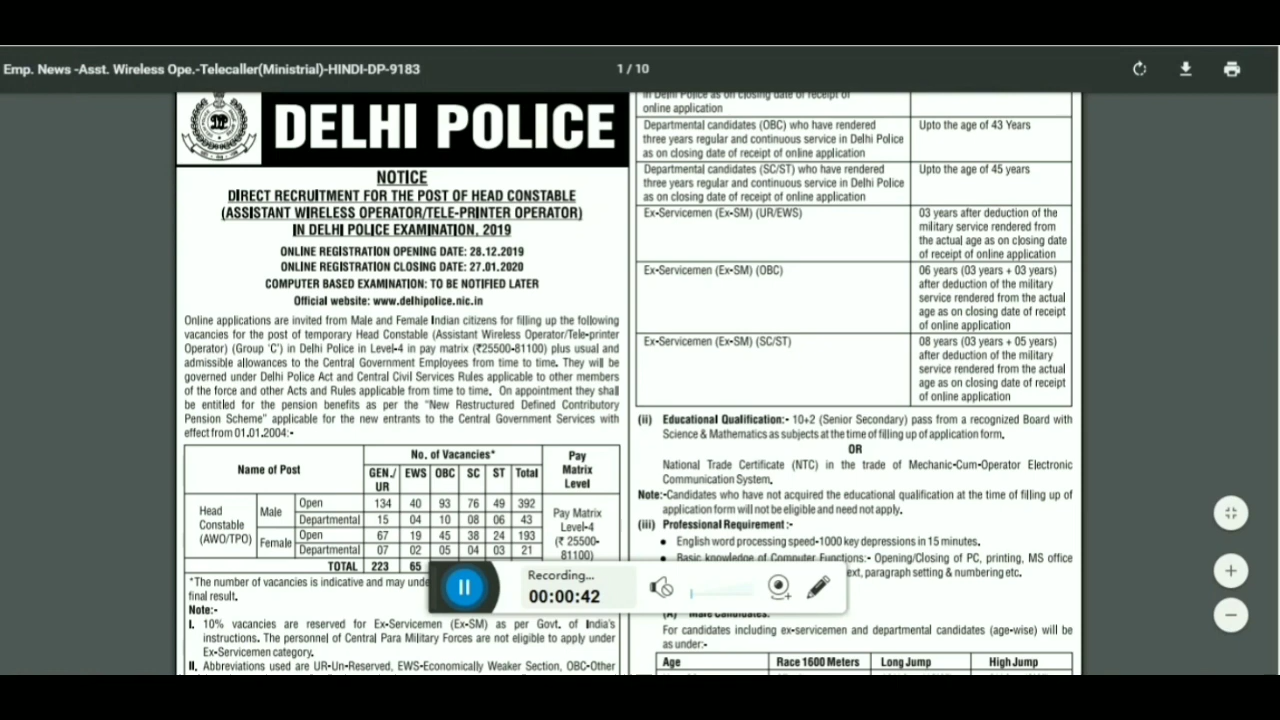 Emp. News -Asst. Wireless Ope.-Telecaller(Ministrial)-HINDI-DP-9183
1 / 10
DELHI POLICE
NOTICE
DIRECT RECRUITMENT FOR THE POST OF HEAD CONSTABLE
(ASSISTANT WIRELESS OPERATOR/TELE-PRINTER OPERATOR)
IN DELHI POLICE EXAMINATION, 2019
ONLINE REGISTRATION OPENING DATE: 28.12.2019
ONLINE REGISTRATION CLOSING DATE: 27.01.2020
COMPUTER BASED EXAMINATION: TO BE NOTIFIED LATER
Official website: www.delhipolice.nic.in
Online applications are invited from Male and Female Indian citizens for filling up the following
vacancies for the post of temporary Head Constable (Assistant Wireless Operator/Tele-printer
Operator) (Group 'C') in Delhi Police in Level-4 in pay matrix (₹25500-81100) plus usual and
admissible allowances to the Central Government Employees from time to time. They will be
governed under Delhi Police Act and Central Civil Services Rules applicable to other members
of the force and other Acts and Rules applicable from time to time. On appointment they shall
be entitled for the pension benefits as per the "New Restructured Defined Contributory
Pension Scheme" applicable for the new entrants to the Central Government Services with
effect from 01.01.2004:-
Name of Post
No. of Vacancies*
Pay Matrix Level
GEN./UR EWS OBC SC ST Total
Head Constable (AWO/TPO)
Male
Open 134 40 93 76 49 392
Departmental 15 04 10 08 06 43
Female
Open 67 19 45 38 24 193
Departmental 07 02 05 04 03 21
Pay Matrix Level-4 (₹ 25500-81100)
TOTAL 223 65
*The number of vacancies is indicative and may unde
final result.
Note:-
I. 10% vacancies are reserved for Ex-Servicemen (Ex-SM) as per Govt. of India's
instructions. The personnel of Central Para Military Forces are not eligible to apply under
Ex-Servicemen category.
II. Abbreviations used are UR-Un-Reserved, EWS-Economically Weaker Section, OBC-Other
in Delhi Police as on closing date of receipt of
online application
Departmental candidates (OBC) who have rendered
three years regular and continuous service in Delhi Police
as on closing date of receipt of online application
Upto the age of 43 Years
Departmental candidates (SC/ST) who have rendered
three years regular and continuous service in Delhi Police
as on closing date of receipt of online application
Upto the age of 45 years
Ex-Servicemen (Ex-SM) (UR/EWS)
03 years after deduction of the
military service rendered from
the actual age as on closing date
of receipt of online application
Ex-Servicemen (Ex-SM) (OBC)
06 years (03 years + 03 years)
after deduction of the military
service rendered from the actual
age as on closing date of receipt
of online application
Ex-Servicemen (Ex-SM) (SC/ST)
08 years (03 years + 05 years)
after deduction of the military
service rendered from the actual
age as on closing date of receipt
of online application
(ii) Educational Qualification:- 10+2 (Senior Secondary) pass from a recognized Board with
Science & Mathematics as subjects at the time of filling up of application form.
OR
National Trade Certificate (NTC) in the trade of Mechanic-Cum-Operator Electronic
Communication System.
Note:-Candidates who have not acquired the educational qualification at the time of filling up of
application form will not be eligible and need not apply.
(iii) Professional Requirement :-
• English word processing speed-1000 key depressions in 15 minutes.
• Basic knowledge of Computer Functions:- Opening/Closing of PC, printing, MS office
ext, paragraph setting & numbering etc.
(A) Male Candidates:
For candidates including ex-servicemen and departmental candidates (age-wise) will be
as under:-
Age Race 1600 Meters Long Jump High Jump
Recording...
00:00:42